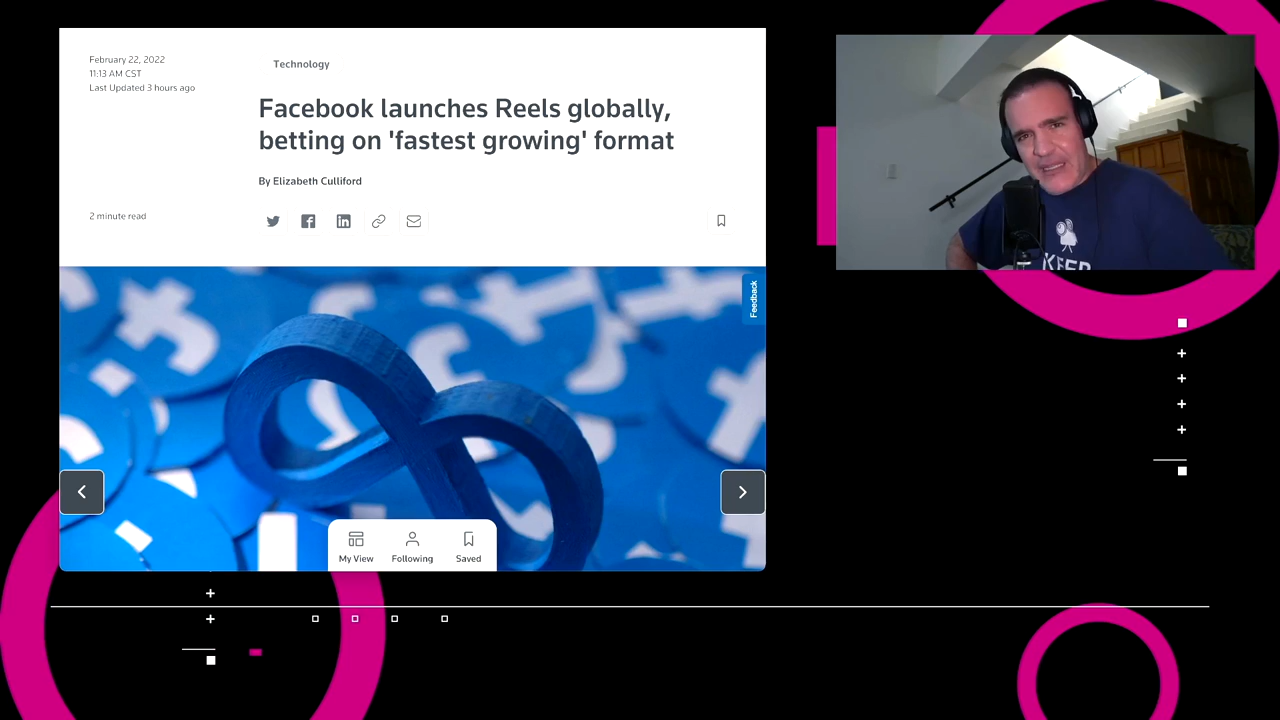 February 22, 2022
11:13 AM CST
Last Updated 3 hours ago
Technology
Facebook launches Reels globally,
betting on 'fastest growing' format
By Elizabeth Culliford
2 minute read
Feedback
My View
Following
Saved
KEEP